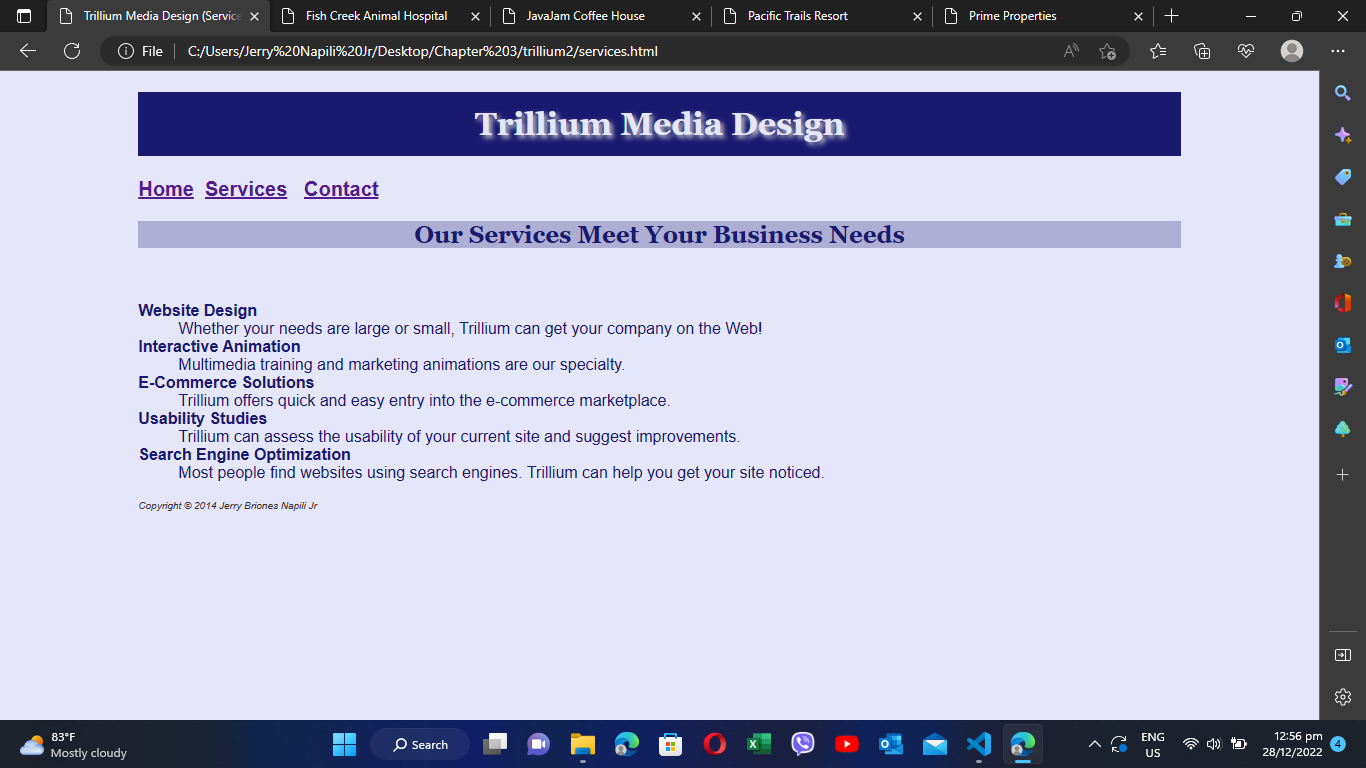 Trillium Media Design (Service
Fish Creek Animal Hospital
JavaJam Coffee House
Pacific Trails Resort
Prime Properties
File
C:/Users/Jerry%20Napili%20Jr/Desktop/Chapter%203/trillium2/services.html
Trillium Media Design
Home Services Contact
Our Services Meet Your Business Needs
Website Design
Whether your needs are large or small, Trillium can get your company on the Web!
Interactive Animation
Multimedia training and marketing animations are our specialty.
E-Commerce Solutions
Trillium offers quick and easy entry into the e-commerce marketplace.
Usability Studies
Trillium can assess the usability of your current site and suggest improvements.
Search Engine Optimization
Most people find websites using search engines. Trillium can help you get your site noticed.
Copyright © 2014 Jerry Briones Napili Jr
83°F
Mostly cloudy
Search
ENG
US
12:56 pm
28/12/2022
4